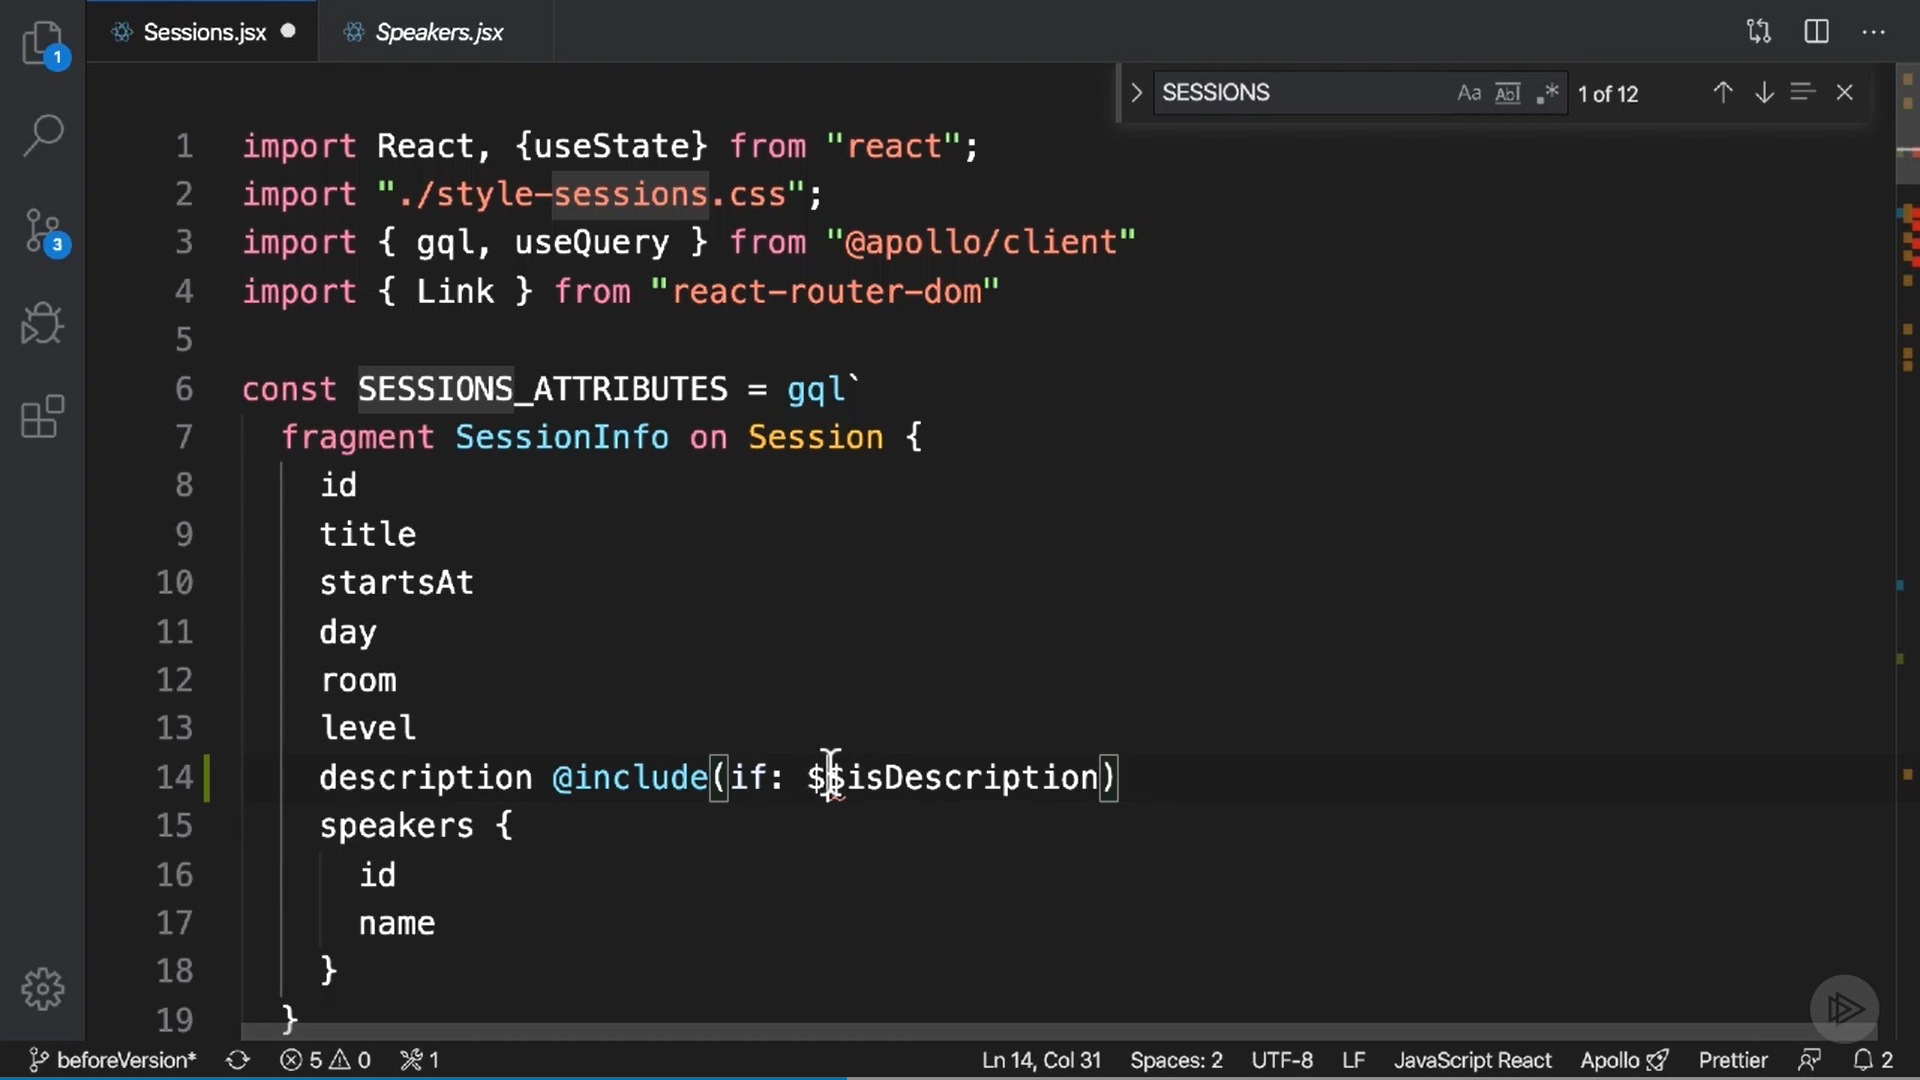 Sessions.jsx
Speakers.jsx
SESSIONS Aa Abl .* 1 of 12
1
3
1 import React, {useState} from "react";
2 import "./style-sessions.css";
3 import { gql, useQuery } from "@apollo/client"
4 import { Link } from "react-router-dom"
5
6 const SESSIONS_ATTRIBUTES = gql`
7 fragment SessionInfo on Session {
8 id
9 title
10 startsAt
11 day
12 room
13 level
14 description @include(if: $$isDescription)
15 speakers {
16 id
17 name
18 }
19 }
beforeVersion* 5 0 1 Ln 14, Col 31 Spaces: 2 UTF-8 LF JavaScript React Apollo Prettier 2